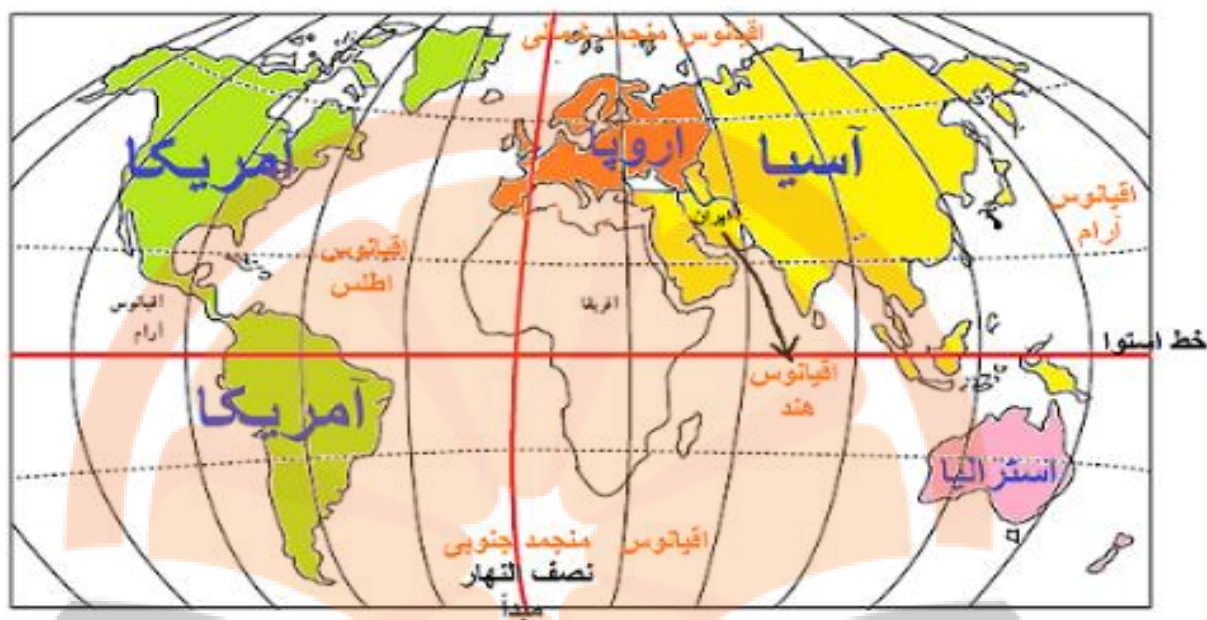 اقیانوس منجمد شمالی
آمریکا
اروپا
آسیا
ایران
اقیانوس
آرام
اقیانوس
اطلس
اقیانوس
آرام
آفریقا
خط استوا
اقیانوس
هند
آمریکا
استرالیا
اقیانوس منجمد جنوبی
نصف النهار
مبدأ